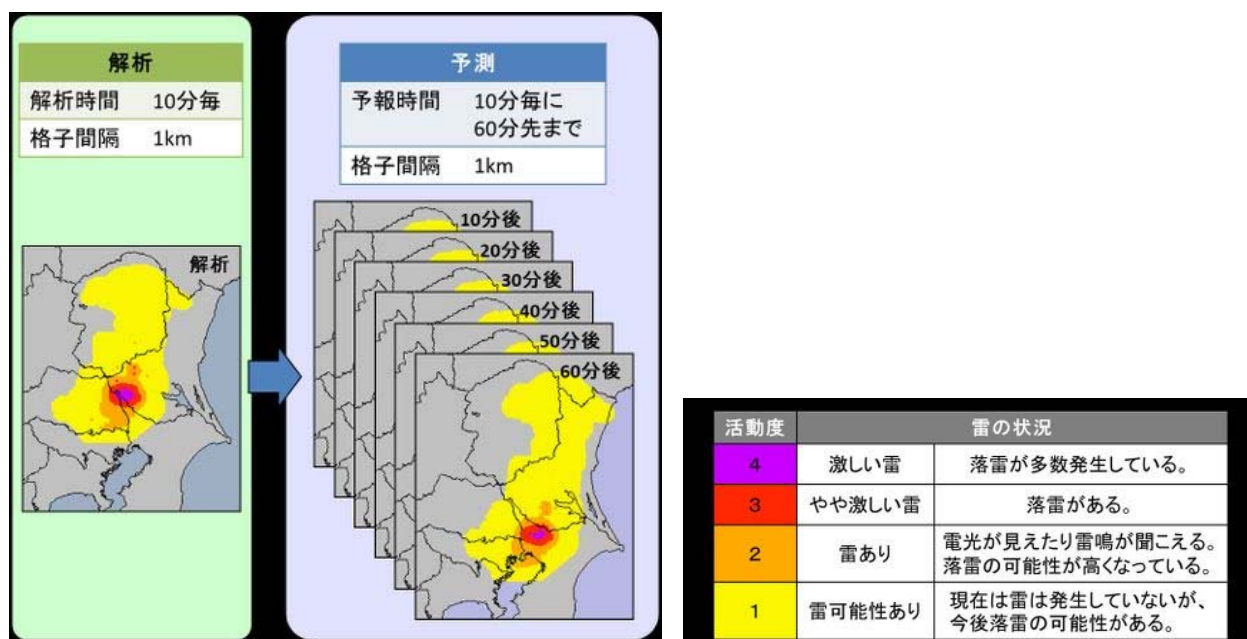 解析
解析時間 10分毎
格子間隔 1km
解析
予測
予報時間 10分毎に
60分先まで
格子間隔 1km
10分後
20分後
30分後
40分後
50分後
60分後
活動度 雷の状況
4 激しい雷 落雷が多数発生している。
3 やや激しい雷 落雷がある。
2 雷あり 電光が見えたり雷鳴が聞こえる。
落雷の可能性が高くなっている。
1 雷可能性あり 現在は雷は発生していないが、
今後落雷の可能性がある。